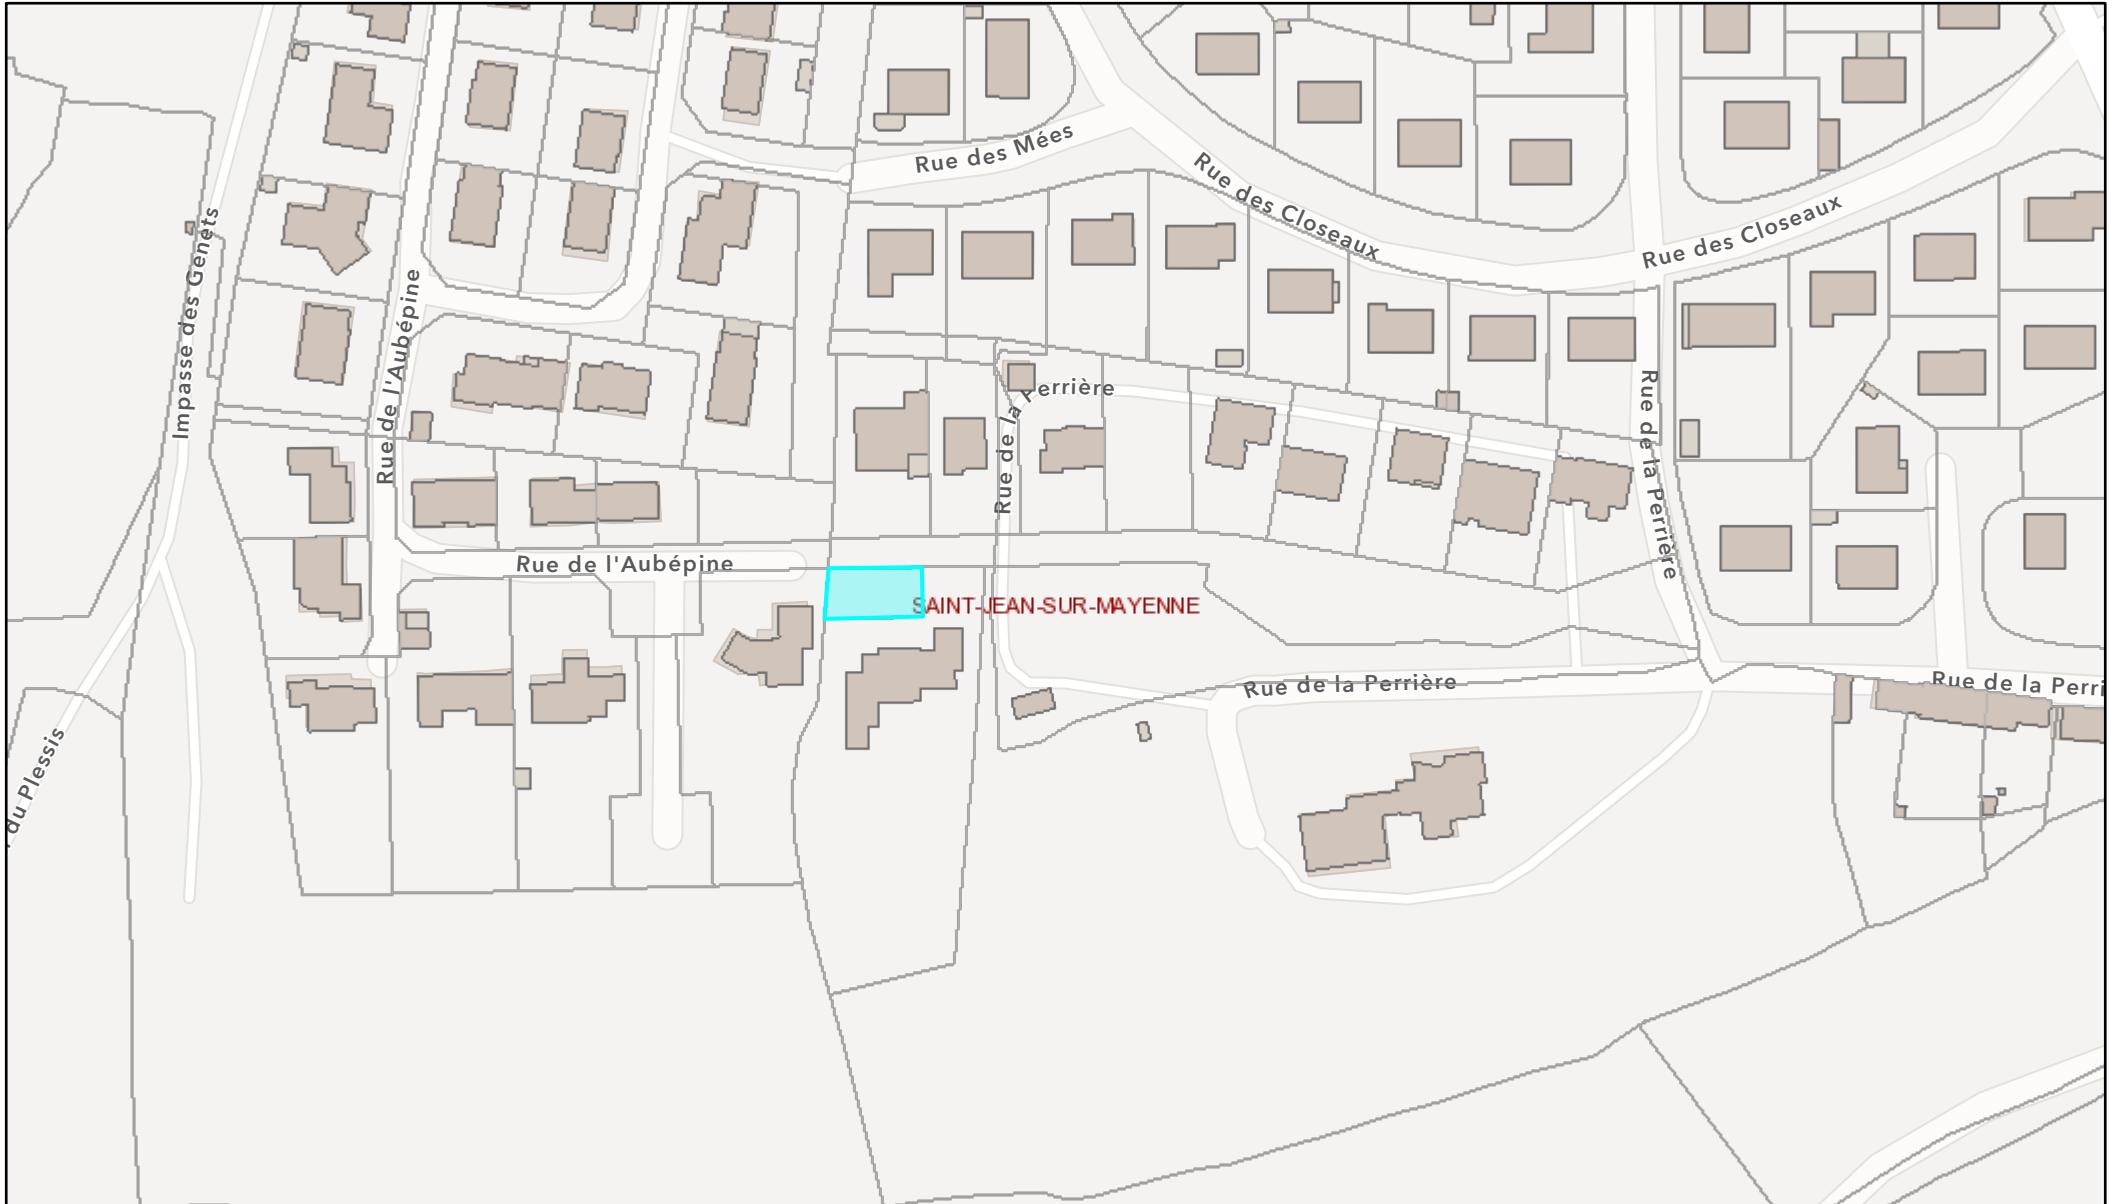 Rue des Mées
Rue des Closeaux
Rue des Closeaux
Impasse des Genets
Rue de l'Aubépine
Rue de la Perrière
Rue de la Perrière
Rue de l'Aubépine
SAINT-JEAN-SUR-MAYENNE
Rue de la Perrière
Rue de la Perri
du Plessis